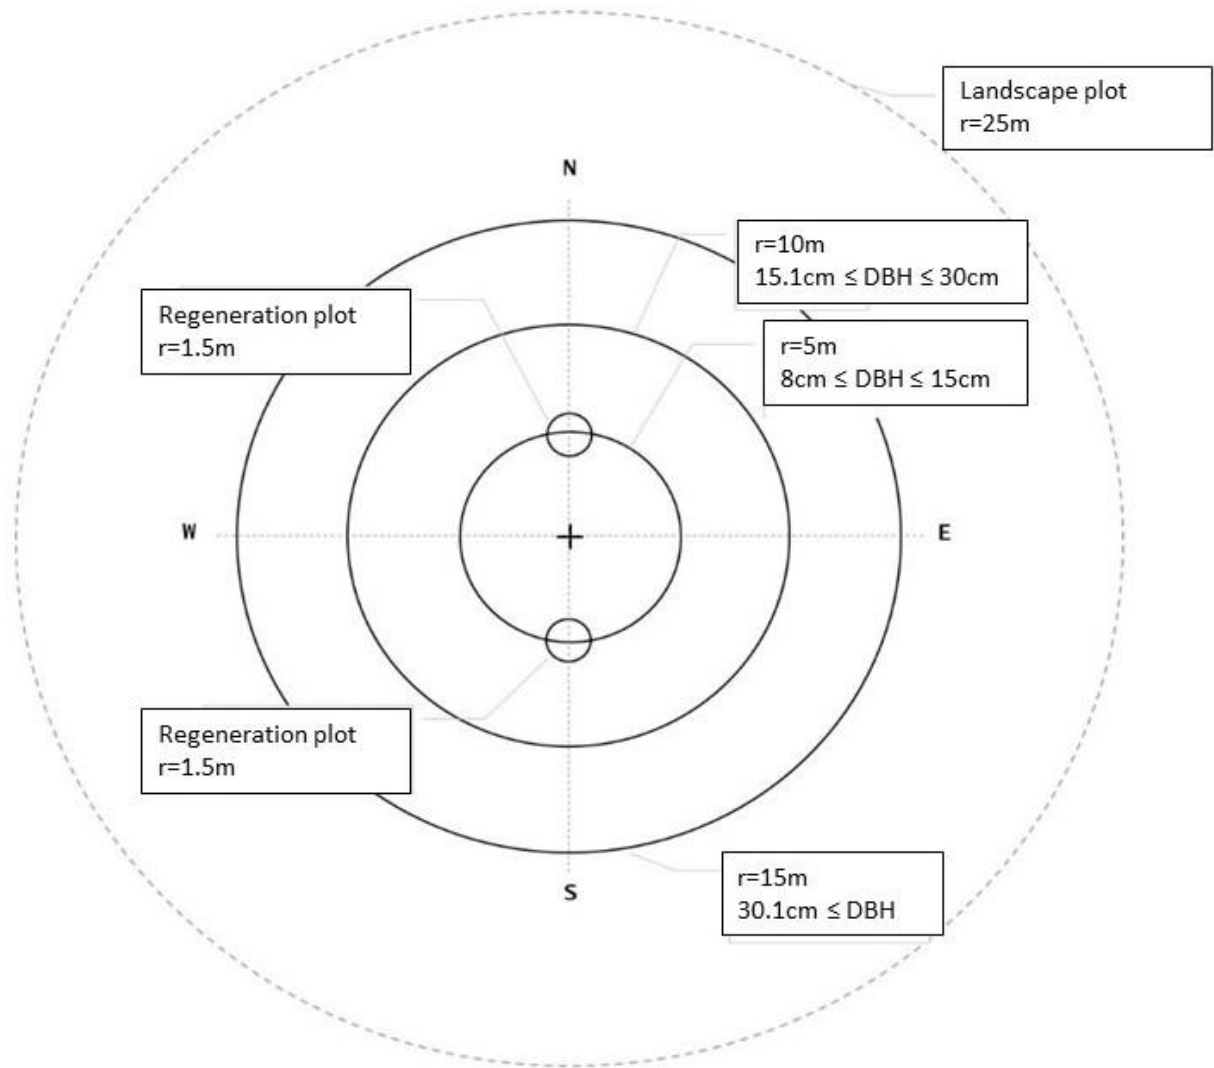 Landscape plot
r=25m
N
r=10m
15.1cm ≤ DBH ≤ 30cm
Regeneration plot
r=1.5m
r=5m
8cm ≤ DBH ≤ 15cm
W
E
Regeneration plot
r=1.5m
r=15m
30.1cm ≤ DBH
S